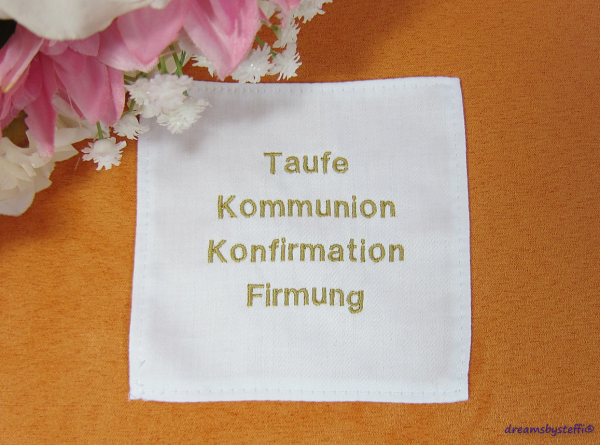 Taufe
Kommunion
Konfirmation
Firmung
dreamsbysteffi®